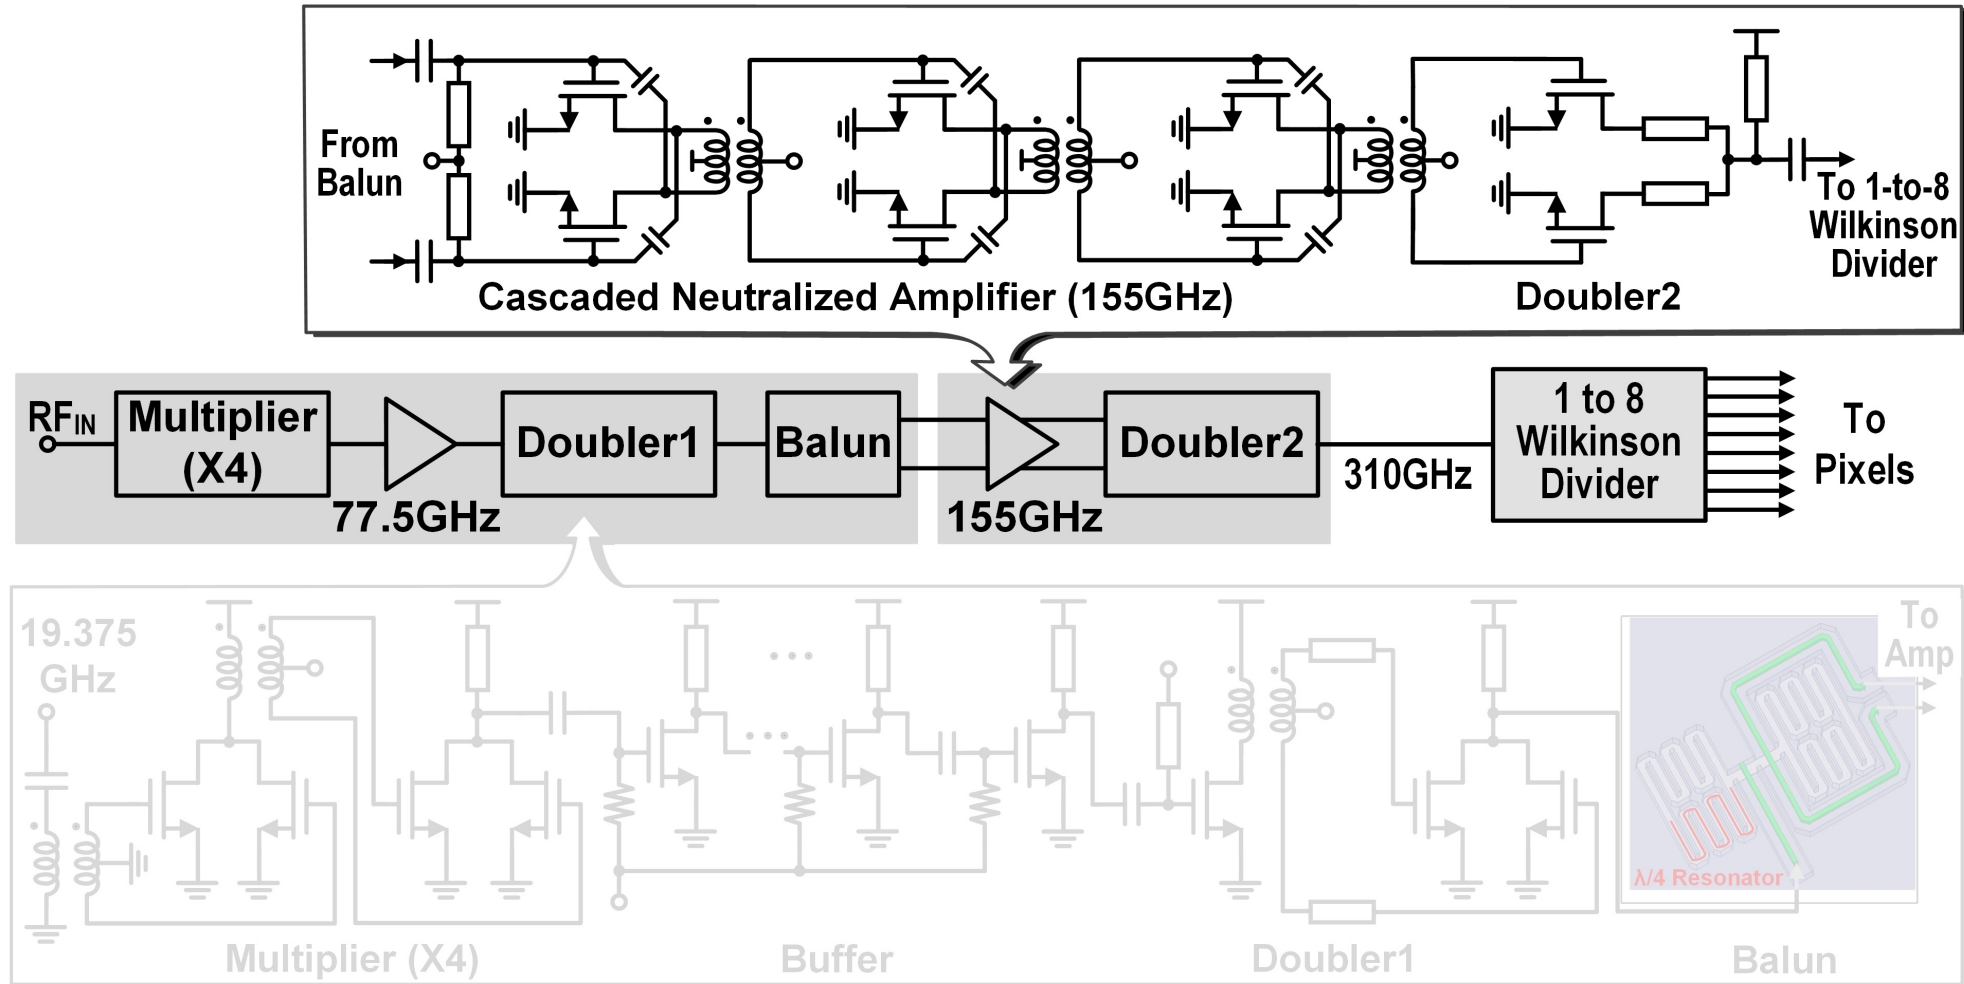 From
Balun
To 1-to-8
Wilkinson
Divider
Cascaded Neutralized Amplifier (155GHz)
Doubler2
RFIN
Multiplier
(X4)
77.5GHz
Doubler1
Balun
155GHz
Doubler2
310GHz
1 to 8
Wilkinson
Divider
To
Pixels
19.375
GHz
To
Amp
λ/4 Resonator
Multiplier (X4)
Buffer
Doubler1
Balun